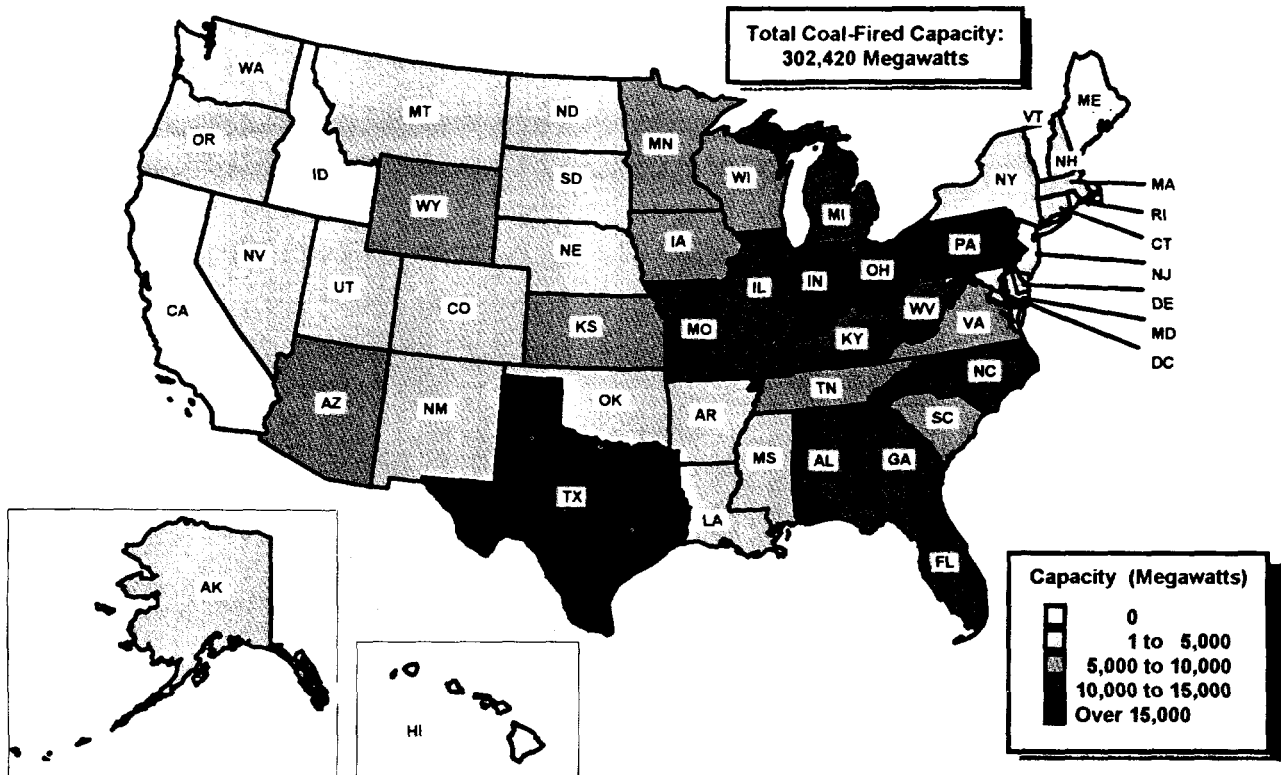 Total Coal-Fired Capacity:
302,420 Megawatts
WA
MT
ND
MN
VT
ME
OR
ID
SD
WI
NH
NY
MA
WY
MI
RI
CT
IA
PA
NV
NE
OH
NJ
UT
IL
IN
DE
CA
CO
WV
KS
MO
VA
MD
KY
DC
AZ
NM
OK
TN
NC
AR
SC
MS
AL
GA
TX
LA
FL
AK
HI
Capacity (Megawatts)
0
1 to 5,000
5,000 to 10,000
10,000 to 15,000
Over 15,000